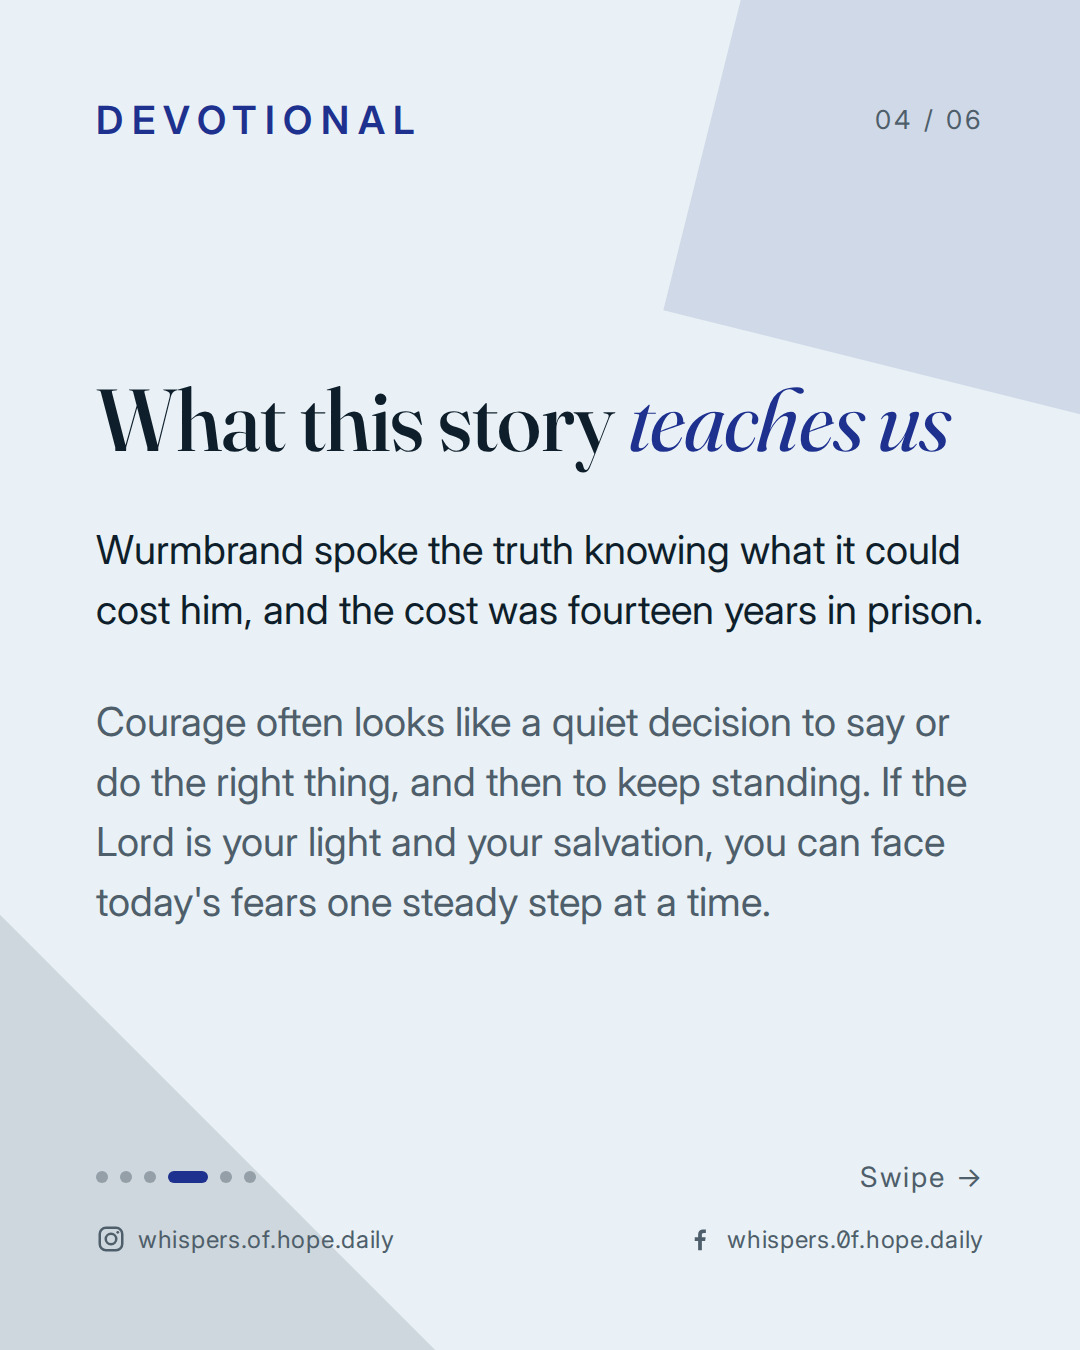 DEVOTIONAL
04 / 06
What this story teaches us
Wurmbrand spoke the truth knowing what it could
cost him, and the cost was fourteen years in prison.
Courage often looks like a quiet decision to say or
do the right thing, and then to keep standing. If the
Lord is your light and your salvation, you can face
today's fears one steady step at a time.
Swipe →
whispers.of.hope.daily
whispers.0f.hope.daily